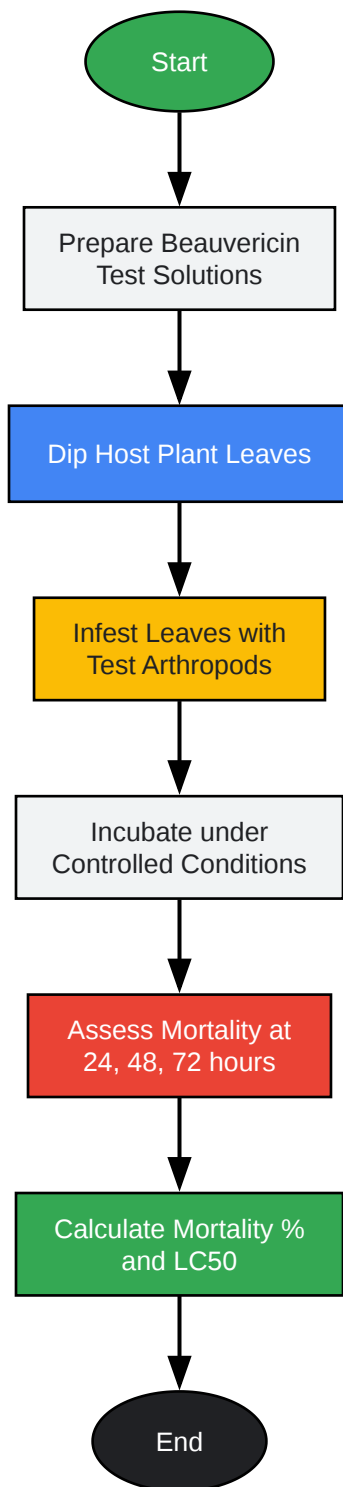 Start
Prepare Beauvericin
Test Solutions
Dip Host Plant Leaves
Infest Leaves with
Test Arthropods
Incubate under
Controlled Conditions
Assess Mortality at
24, 48, 72 hours
Calculate Mortality %
and LC50
End